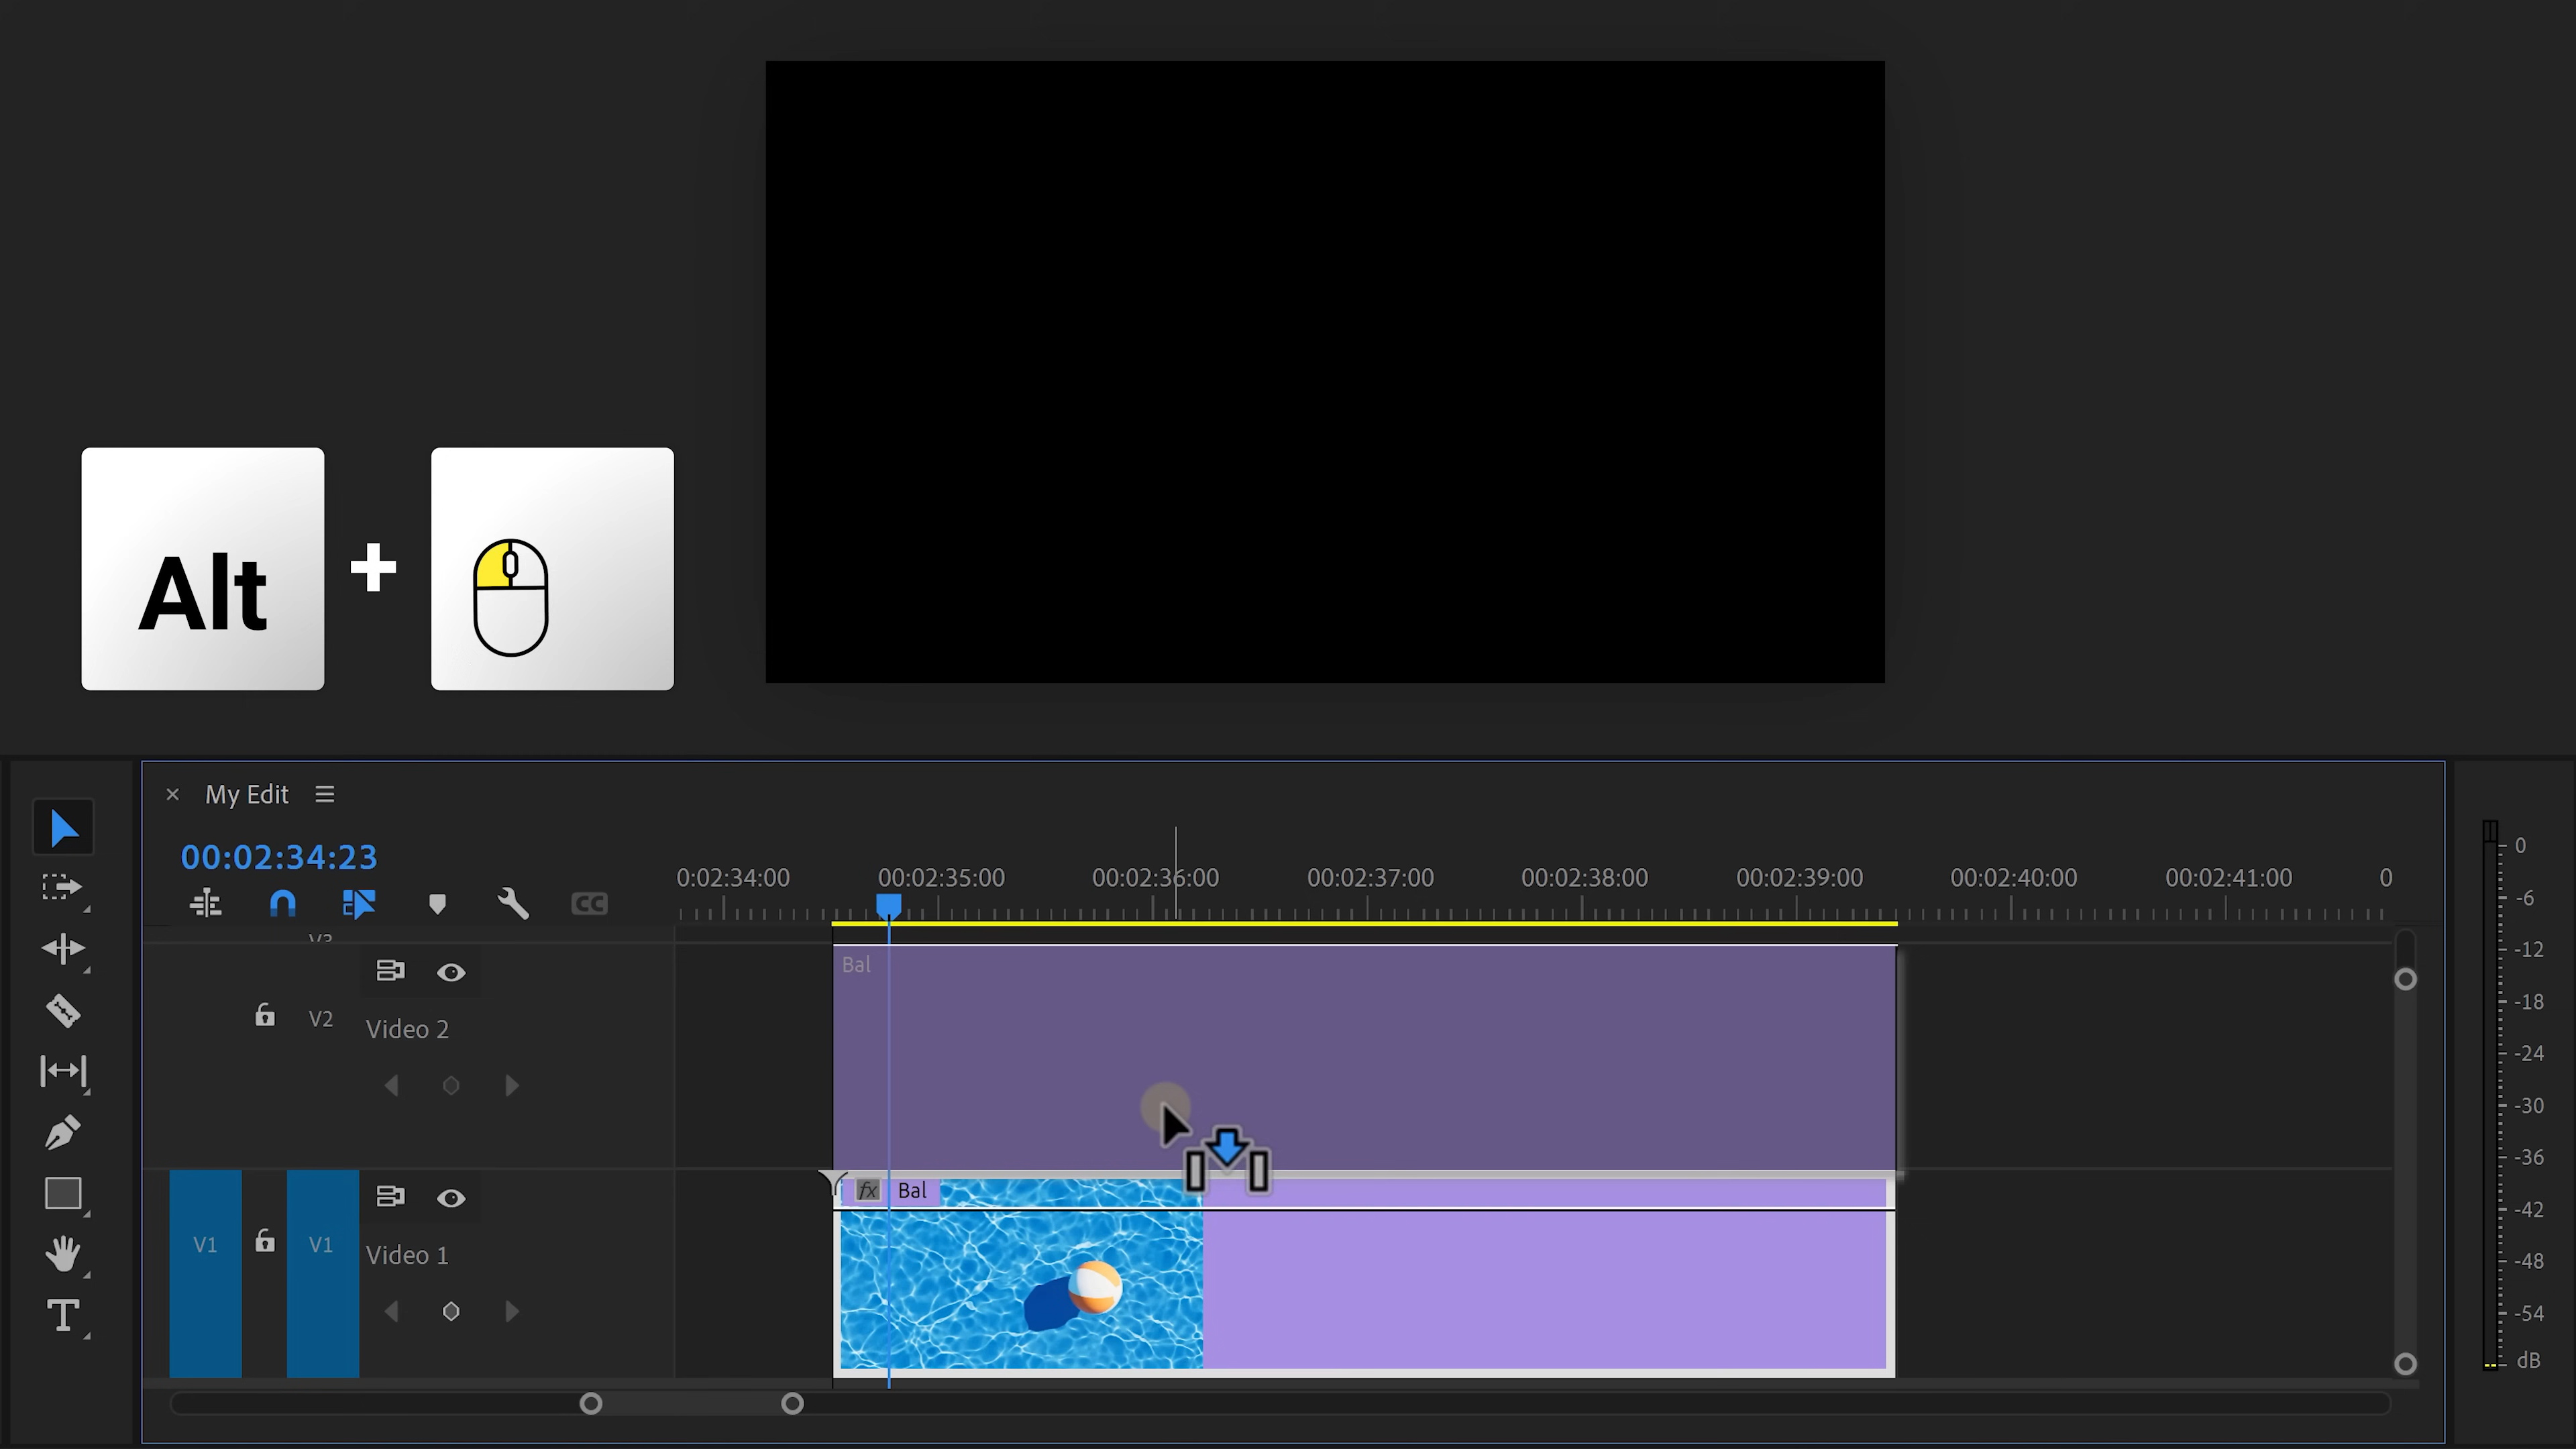 Alt
+
My Edit
00:02:34:23
CC
0:02:34:00 00:02:35:00 00:02:36:00 00:02:37:00 00:02:38:00 00:02:39:00 00:02:40:00 00:02:41:00 0
V3
Bal
V2 Video 2
fx Bal
V1 V1 Video 1
T
0
-6
-12
-18
-24
-30
-36
-42
-48
-54
dB